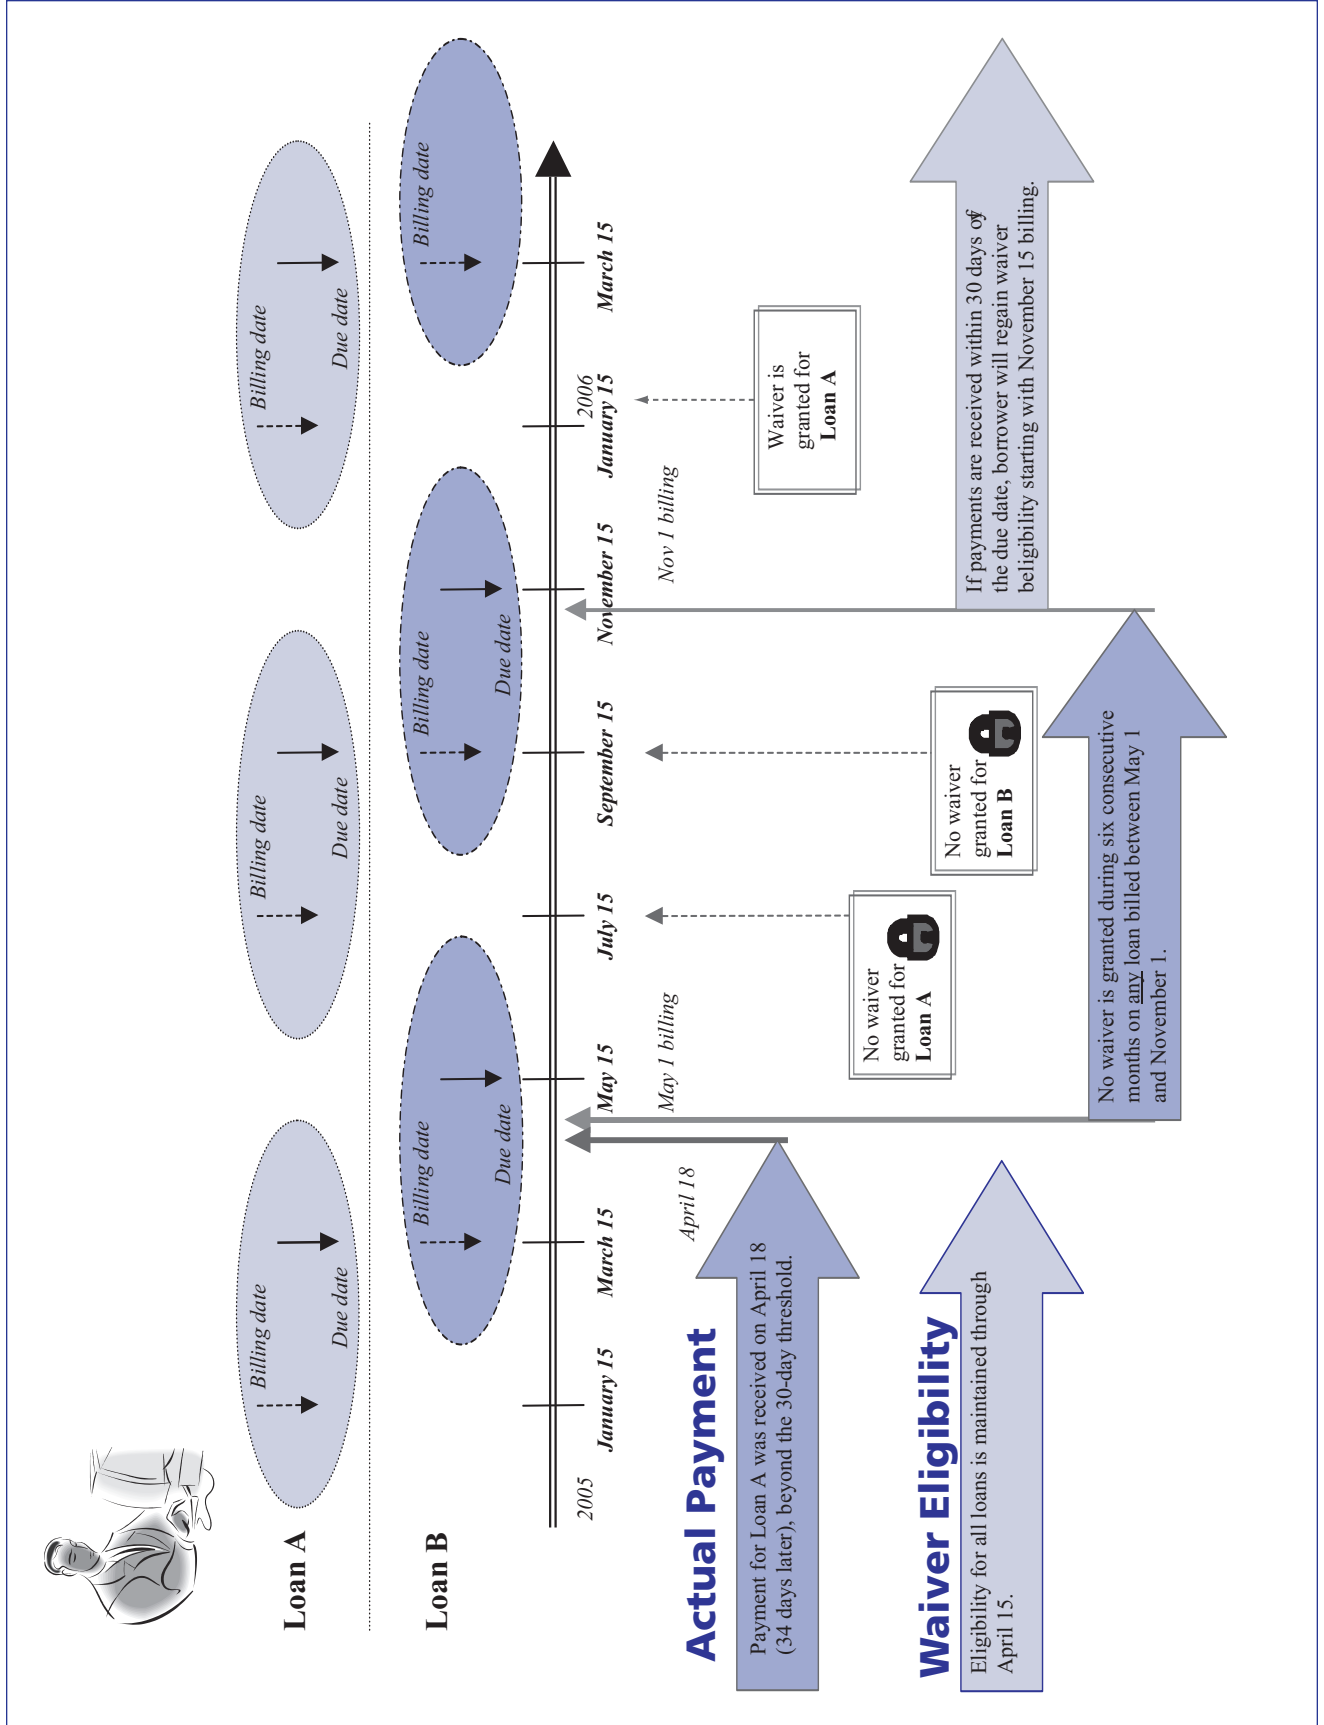 Loan A
Billing date
Due date
Billing date
Due date
Billing date
Due date
Loan B
Billing date
Due date
Billing date
Due date
Billing date
2005
January 15
March 15
May 15
July 15
September 15
November 15
2006
January 15
March 15
April 18
May 1 billing
Nov 1 billing
Actual Payment
Payment for Loan A was received on April 18
(34 days later), beyond the 30-day threshold.
No waiver
granted for
Loan A
No waiver
granted for
Loan B
Waiver is
granted for
Loan A
Waiver Eligibility
Eligibility for all loans is maintained through
April 15.
No waiver is granted during six consecutive
months on any loan billed between May 1
and November 1.
If payments are received within 30 days of
the due date, borrower will regain waiver
beligibility starting with November 15 billing.